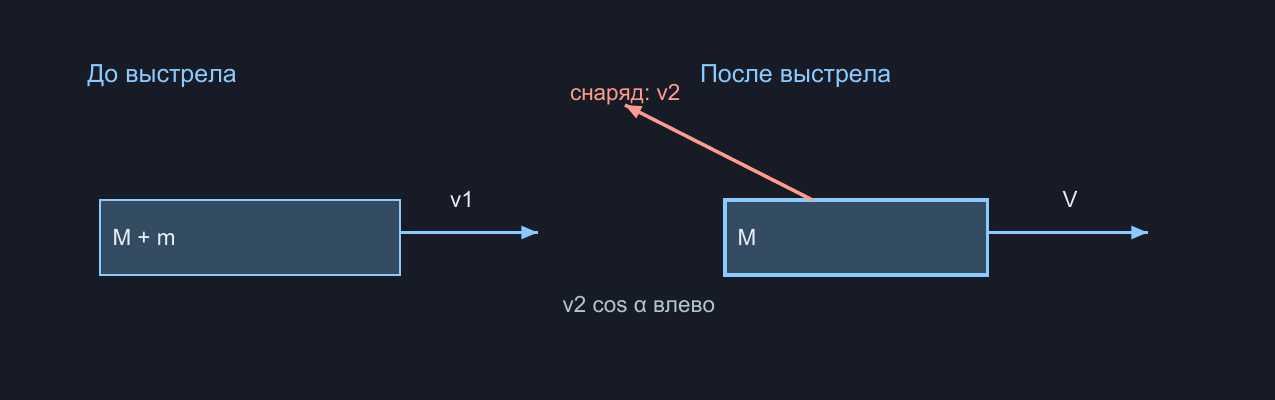 До выстрела
После выстрела
снаряд: v2
v1
V
M + m
M
v2 cos α влево